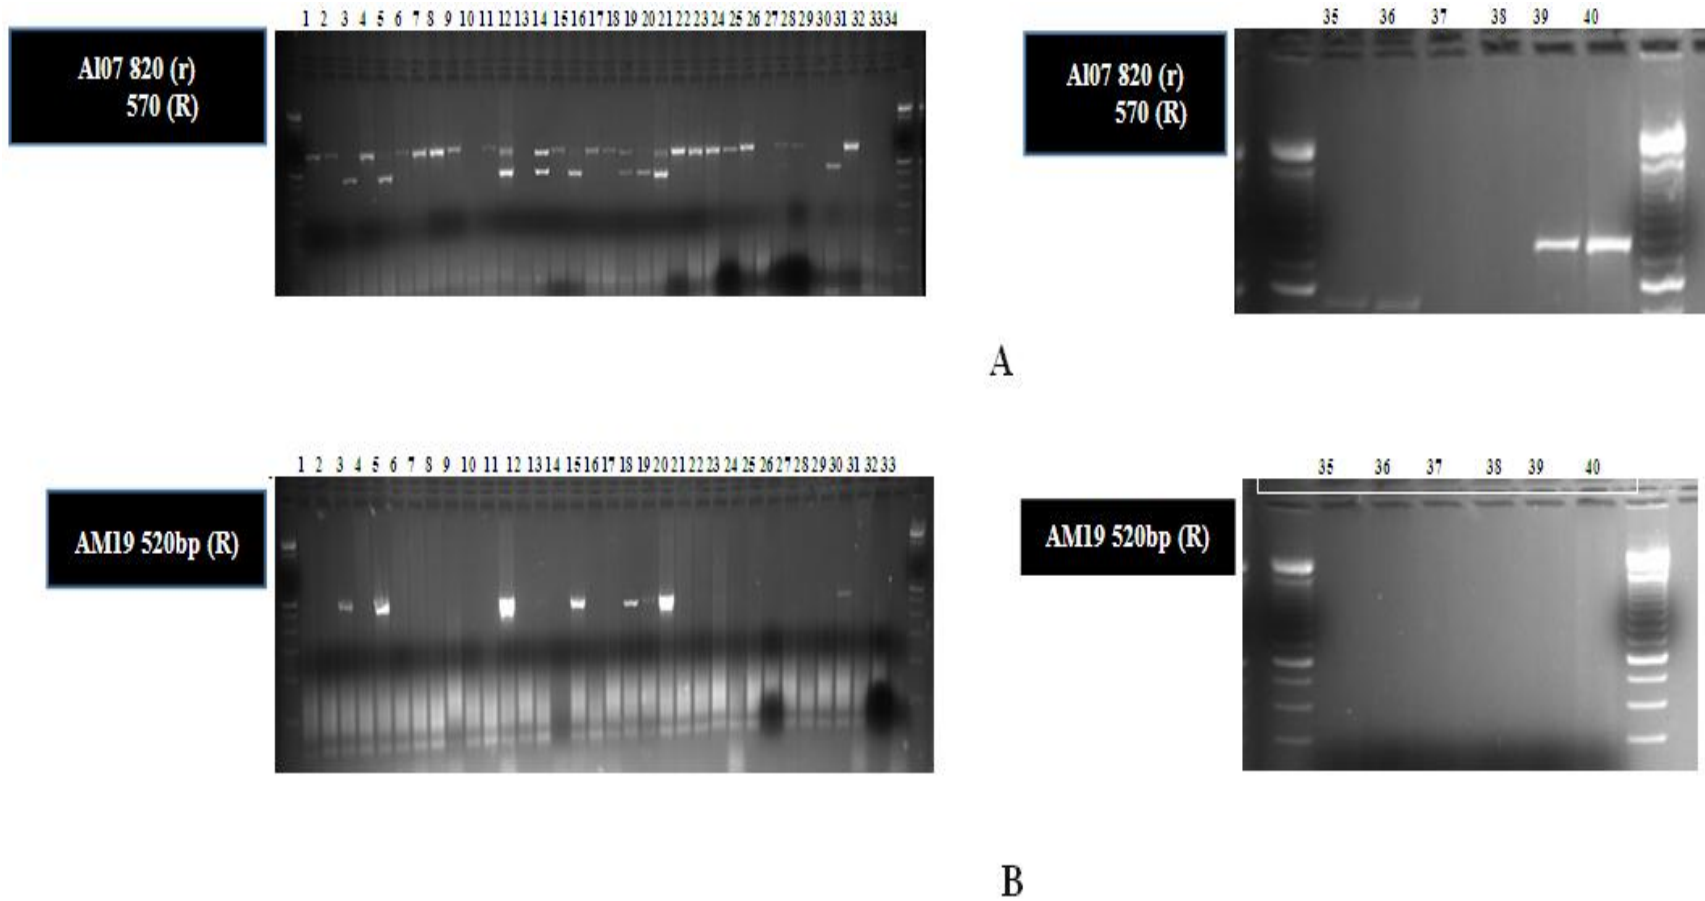 1 2 3 4 5 6 7 8 9 10 11 12 13 14 15 16 17 18 19 20 21 22 23 24 25 26 27 28 29 30 31 32 33 34
35 36 37 38 39 40
Al07 820 (r)
570 (R)
Al07 820 (r)
570 (R)
A
1 2 3 4 5 6 7 8 9 10 11 12 13 14 15 16 17 18 19 20 21 22 23 24 25 26 27 28 29 30 31 32 33
35 36 37 38 39 40
AM19 520bp (R)
AM19 520bp (R)
B